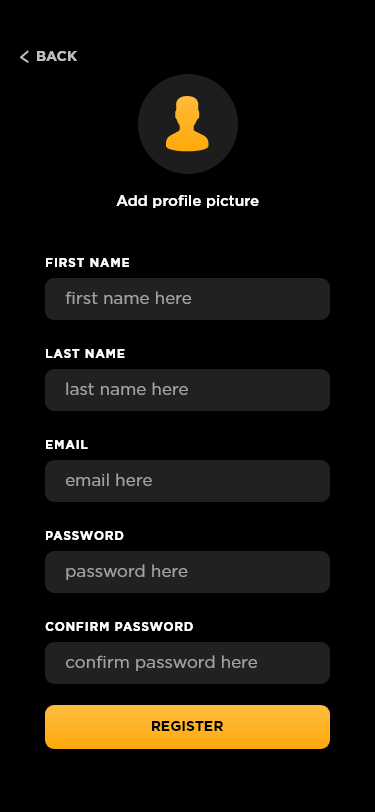 BACK
Add profile picture
FIRST NAME
first name here
LAST NAME
last name here
EMAIL
email here
PASSWORD
password here
CONFIRM PASSWORD
confirm password here
REGISTER